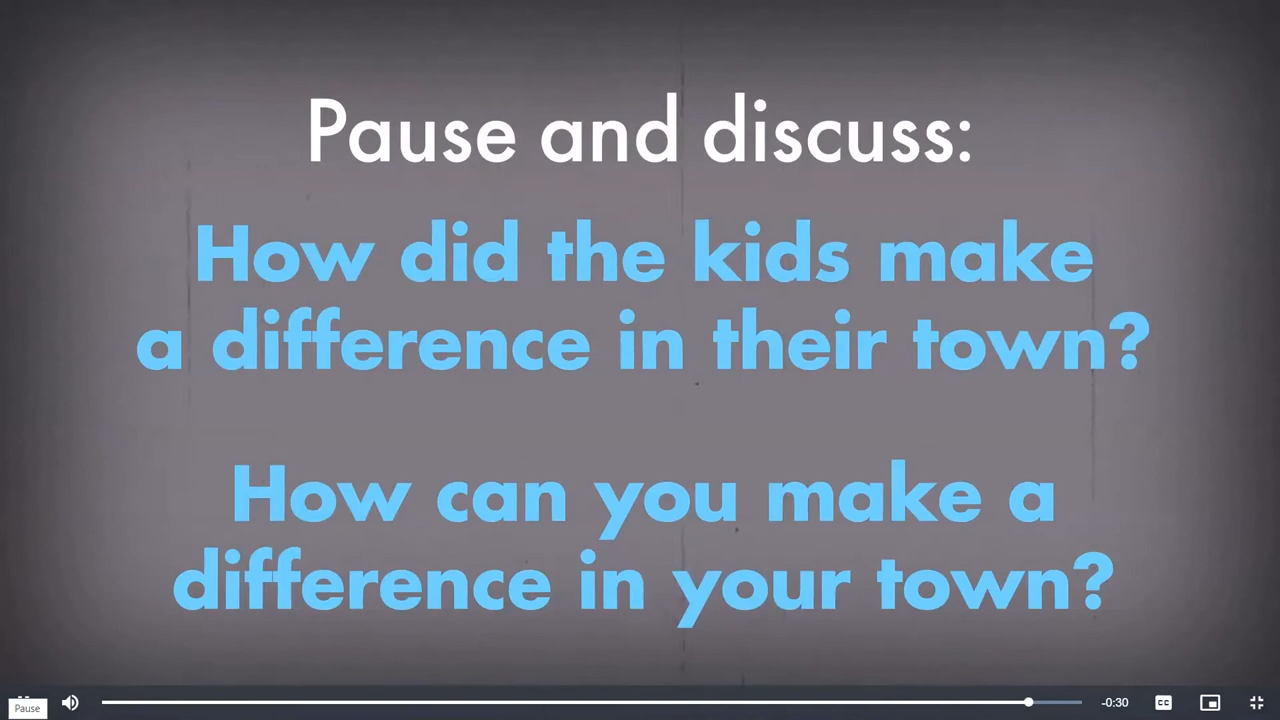 Pause and discuss:
How did the kids make
a difference in their town?
How can you make a
difference in your town?
Pause
-0:30
CC